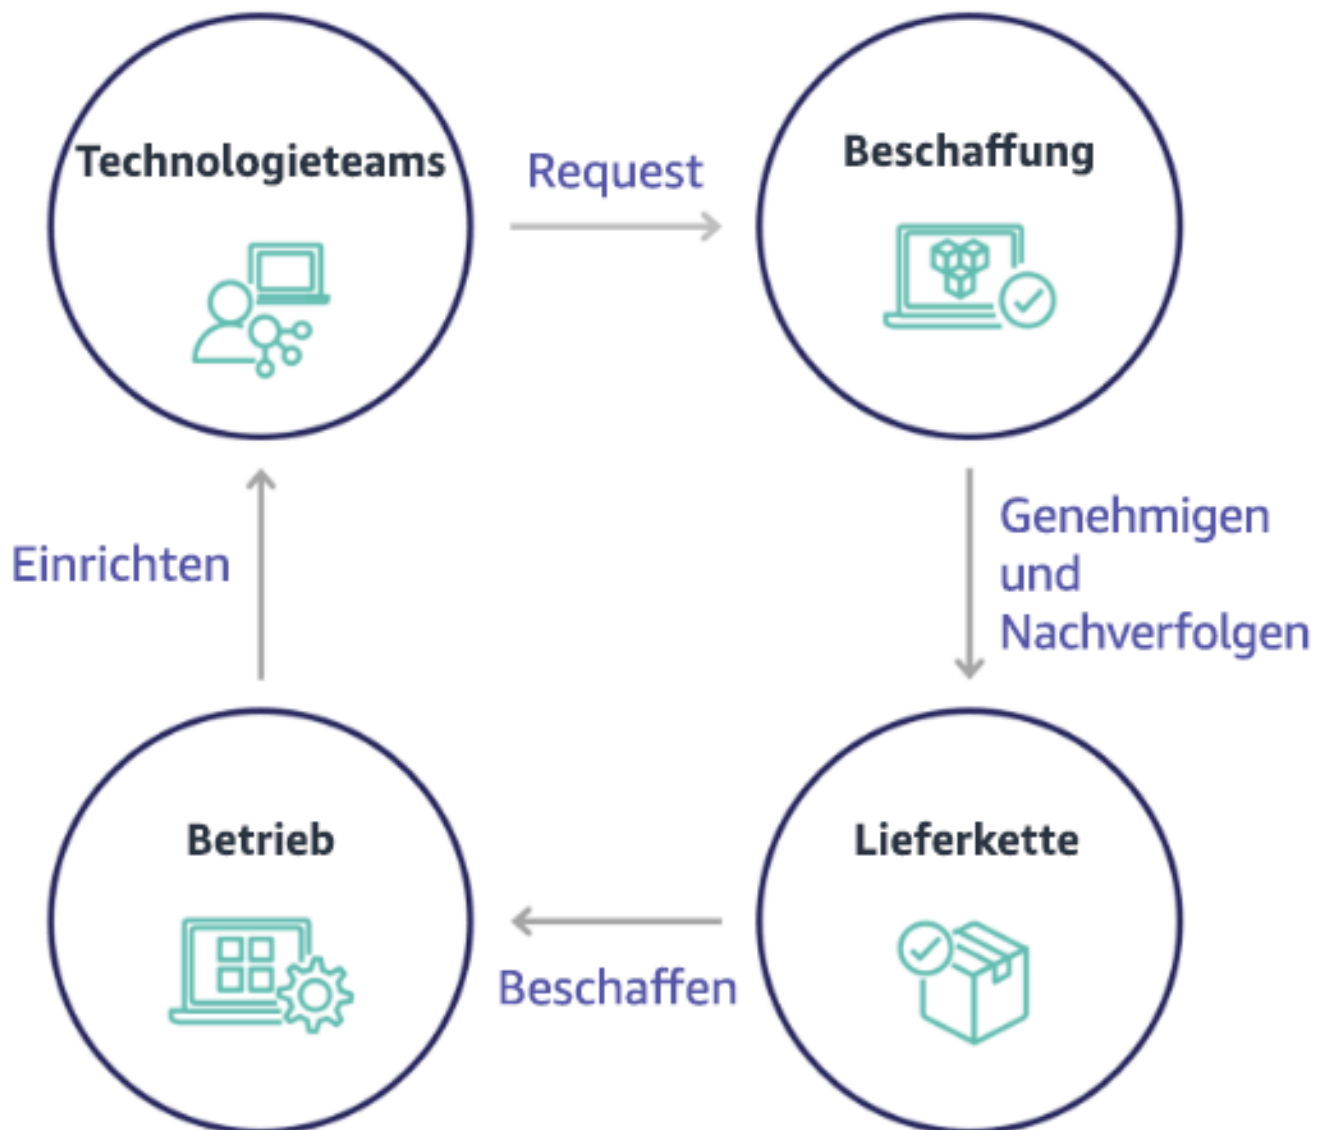 Technologieteams
Request
Beschaffung
Einrichten
Genehmigen
und
Nachverfolgen
Betrieb
Beschaffen
Lieferkette